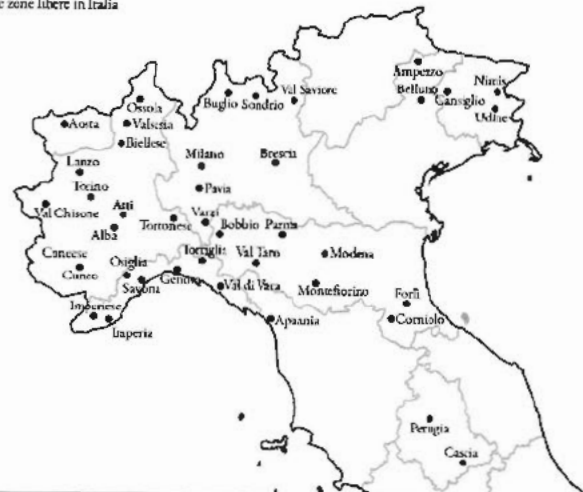 zone libere in Italia
Ampezzo
Belluno
Nimis
Cansiglio
Udine
Ossola
Buglio
Sondrio
Val Saviore
Aosta
Valsesia
Biellese
Lanzo
Milano
Brescia
Torino
Pavia
Val Chisone
Asti
Varzi
Alba
Tortonese
Bobbio
Parma
Cuneese
Osiglia
Torriglia
Val Taro
Modena
Cuneo
Savona
Genova
Val di Vara
Montefiorino
Forlì
Imperiese
Imperia
Apuania
Corniolo
Perugia
Cascia